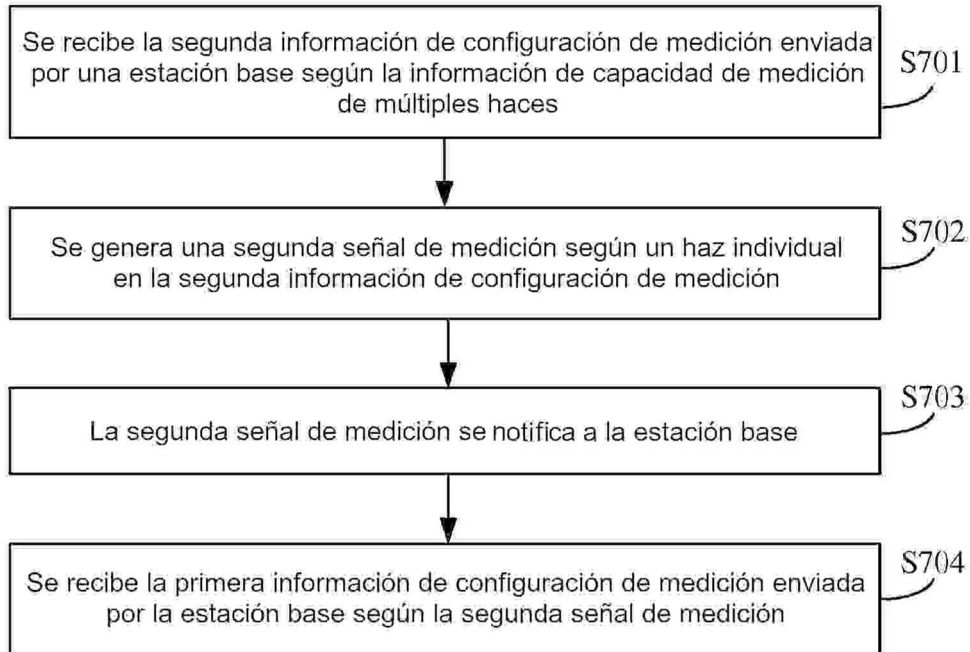 Se recibe la segunda información de configuración de medición enviada
por una estación base según la información de capacidad de medición
de múltiples haces
S701
Se genera una segunda señal de medición según un haz individual
en la segunda información de configuración de medición
S702
La segunda señal de medición se notifica a la estación base
S703
Se recibe la primera información de configuración de medición enviada
por la estación base según la segunda señal de medición
S704